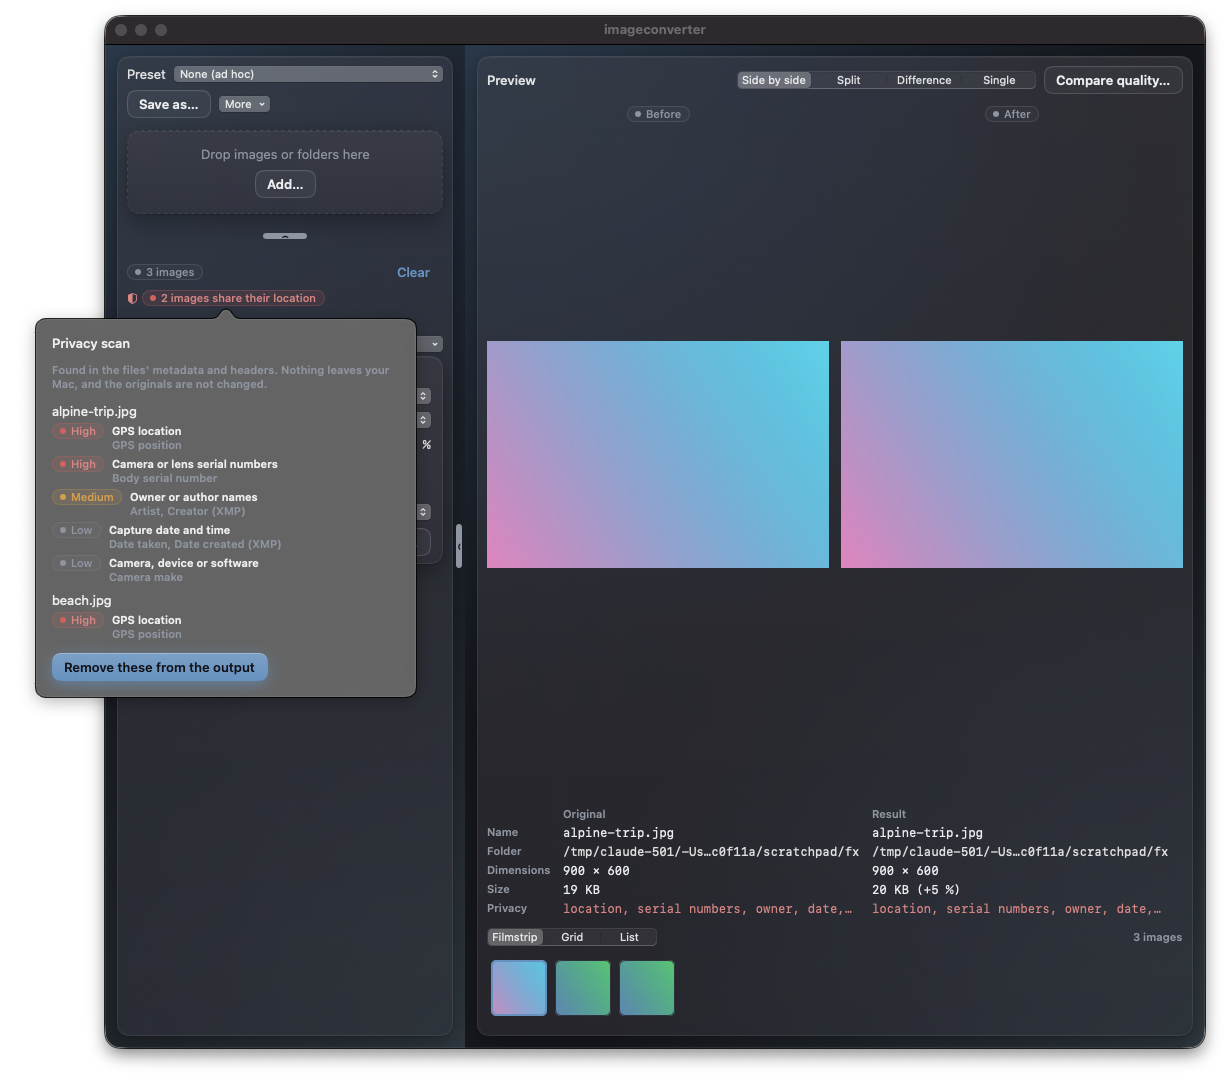 imageconverter
Preset None (ad hoc)
Save as... More
Drop images or folders here
Add...
3 images Clear
2 images share their location
%
Privacy scan
Found in the files' metadata and headers. Nothing leaves your
Mac, and the originals are not changed.
alpine-trip.jpg
High GPS location
GPS position
High Camera or lens serial numbers
Body serial number
Medium Owner or author names
Artist, Creator (XMP)
Low Capture date and time
Date taken, Date created (XMP)
Low Camera, device or software
Camera make
beach.jpg
High GPS location
GPS position
Remove these from the output
Preview Side by side Split Difference Single Compare quality...
Before After
Original Result
Name alpine-trip.jpg alpine-trip.jpg
Folder /tmp/claude-501/-Us…c0f11a/scratchpad/fx /tmp/claude-501/-Us…c0f11a/scratchpad/fx
Dimensions 900 × 600 900 × 600
Size 19 KB 20 KB (+5 %)
Privacy location, serial numbers, owner, date,… location, serial numbers, owner, date,…
Filmstrip Grid List 3 images